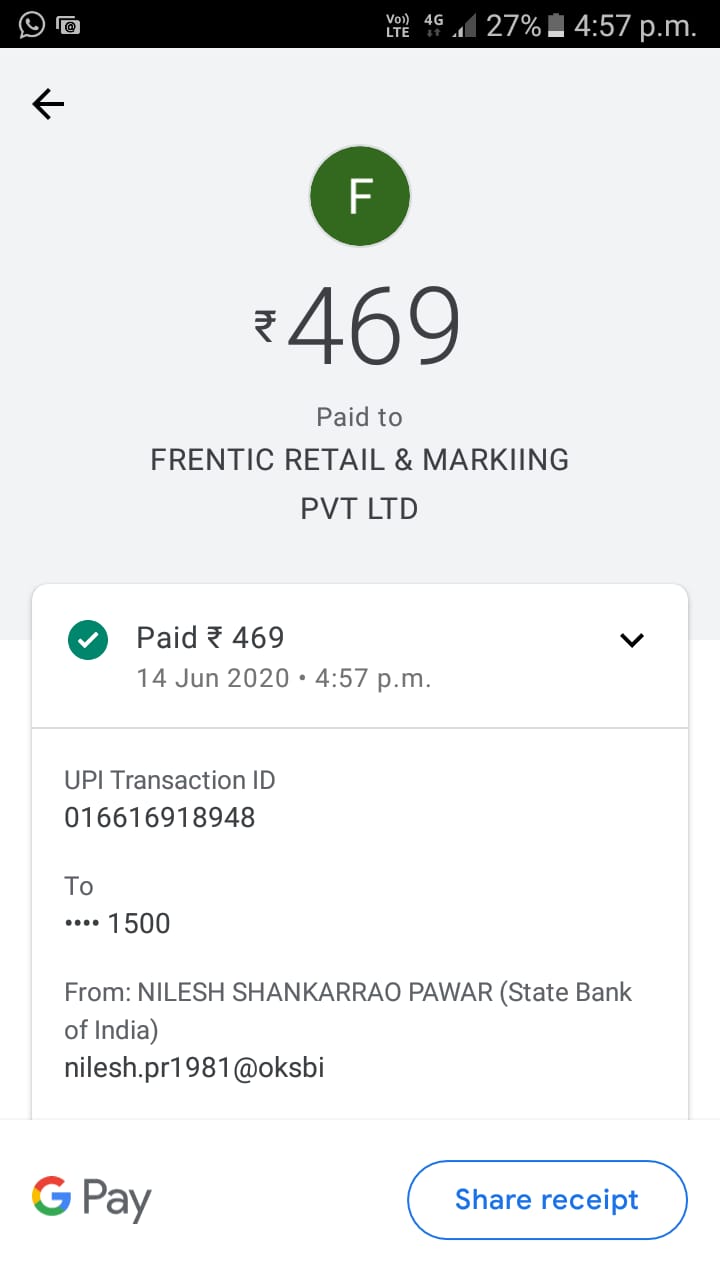 Vo)) LTE 4G 27% 4:57 p.m.
F
₹469
Paid to
FRENTIC RETAIL & MARKIING
PVT LTD
Paid ₹ 469
14 Jun 2020 • 4:57 p.m.
UPI Transaction ID
016616918948
To
•••• 1500
From: NILESH SHANKARRAO PAWAR (State Bank
of India)
nilesh.pr1981@oksbi
G Pay
Share receipt